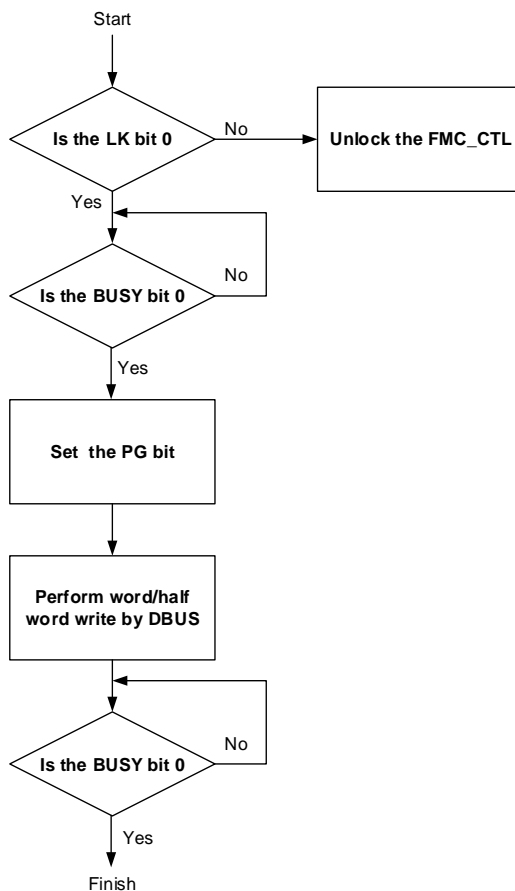 Start
Is the LK bit 0
No
Unlock the FMC_CTL
Yes
Is the BUSY bit 0
No
Yes
Set the PG bit
Perform word/half
word write by DBUS
Is the BUSY bit 0
No
Yes
Finish